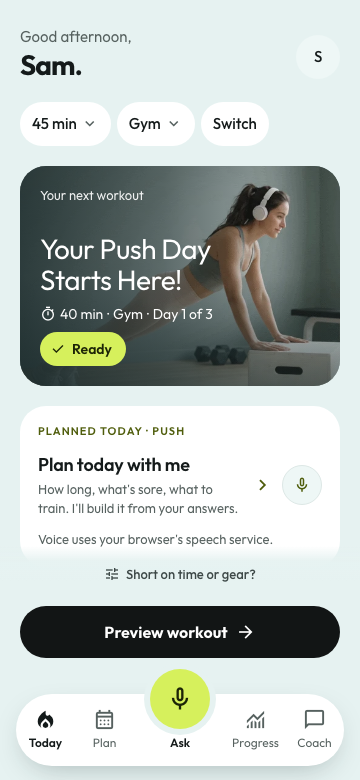 Good afternoon,
Sam.
S
45 min
Gym
Switch
Your next workout
Your Push Day
Starts Here!
40 min · Gym · Day 1 of 3
Ready
PLANNED TODAY · PUSH
Plan today with me
How long, what's sore, what to
train. I'll build it from your answers.
Voice uses your browser's speech service.
Short on time or gear?
Preview workout
Today
Plan
Ask
Progress
Coach